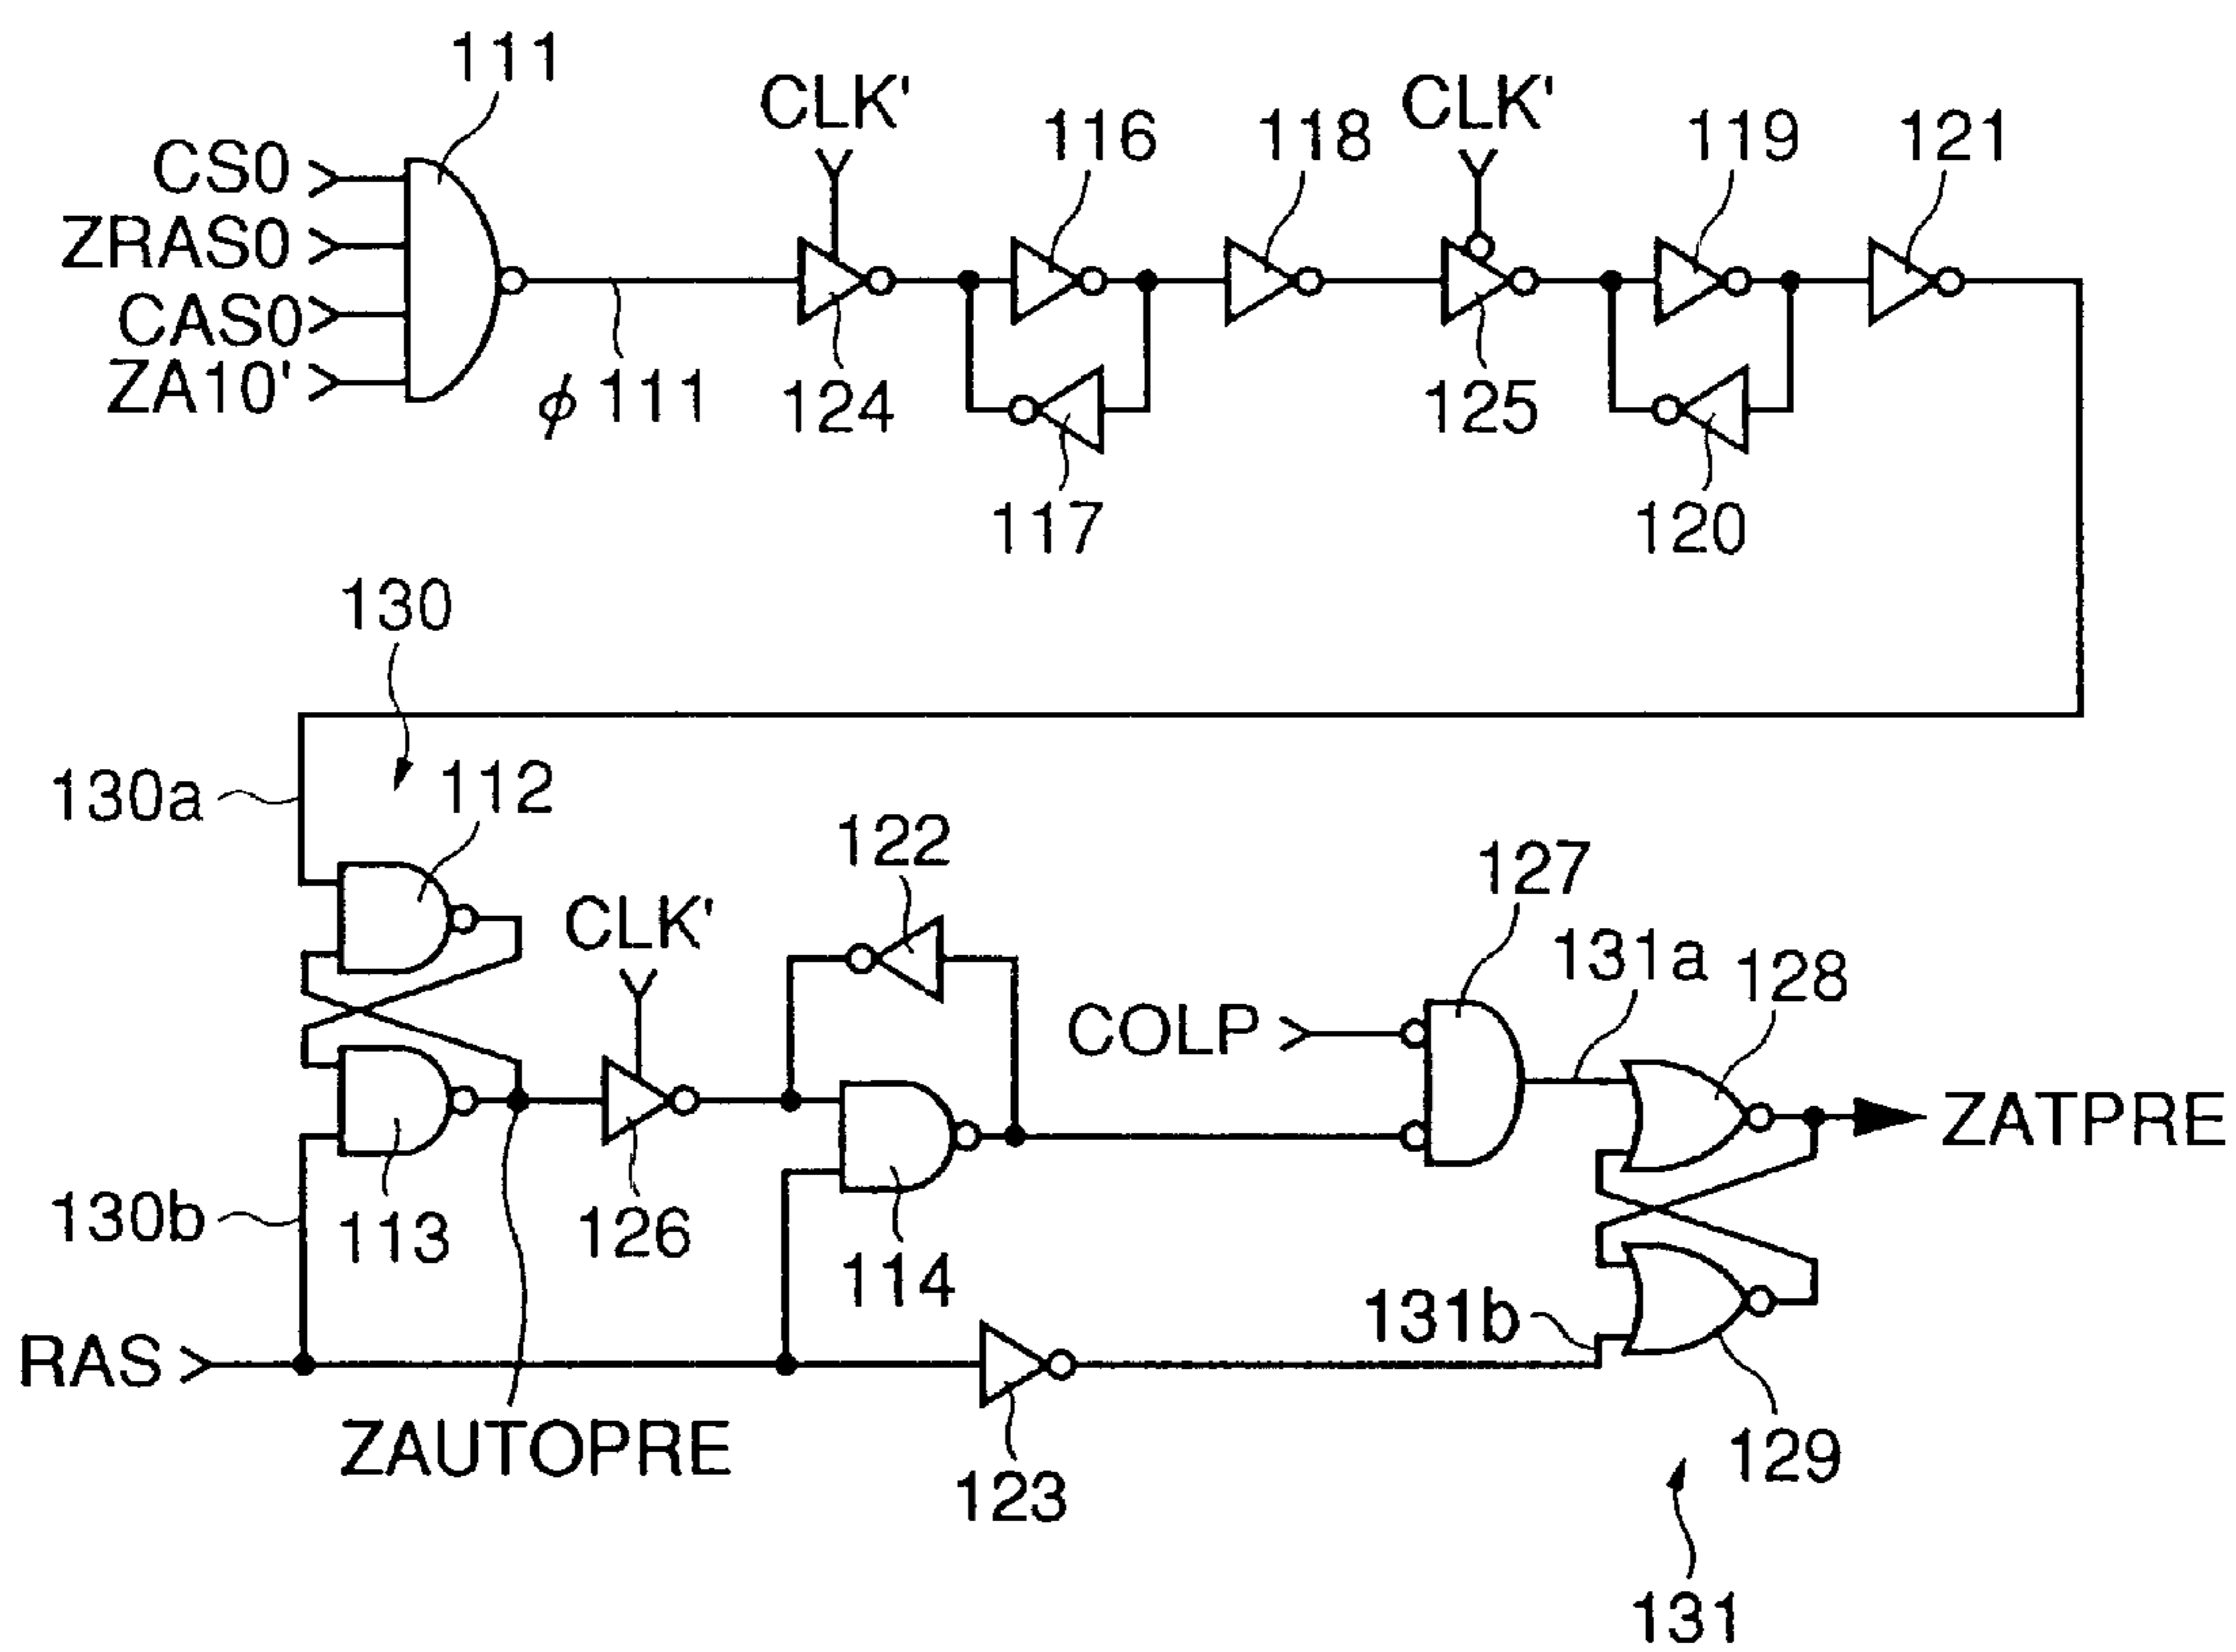 111
CLK'
CLK'
116
118
119
121
CS0
ZRAS0
CAS0
ZA10'
ϕ 111
124
117
125
120
130
130a
112
122
127
CLK'
131a
128
COLP
ZATPRE
130b
113
126
114
131b
RAS
ZAUTOPRE
123
129
131